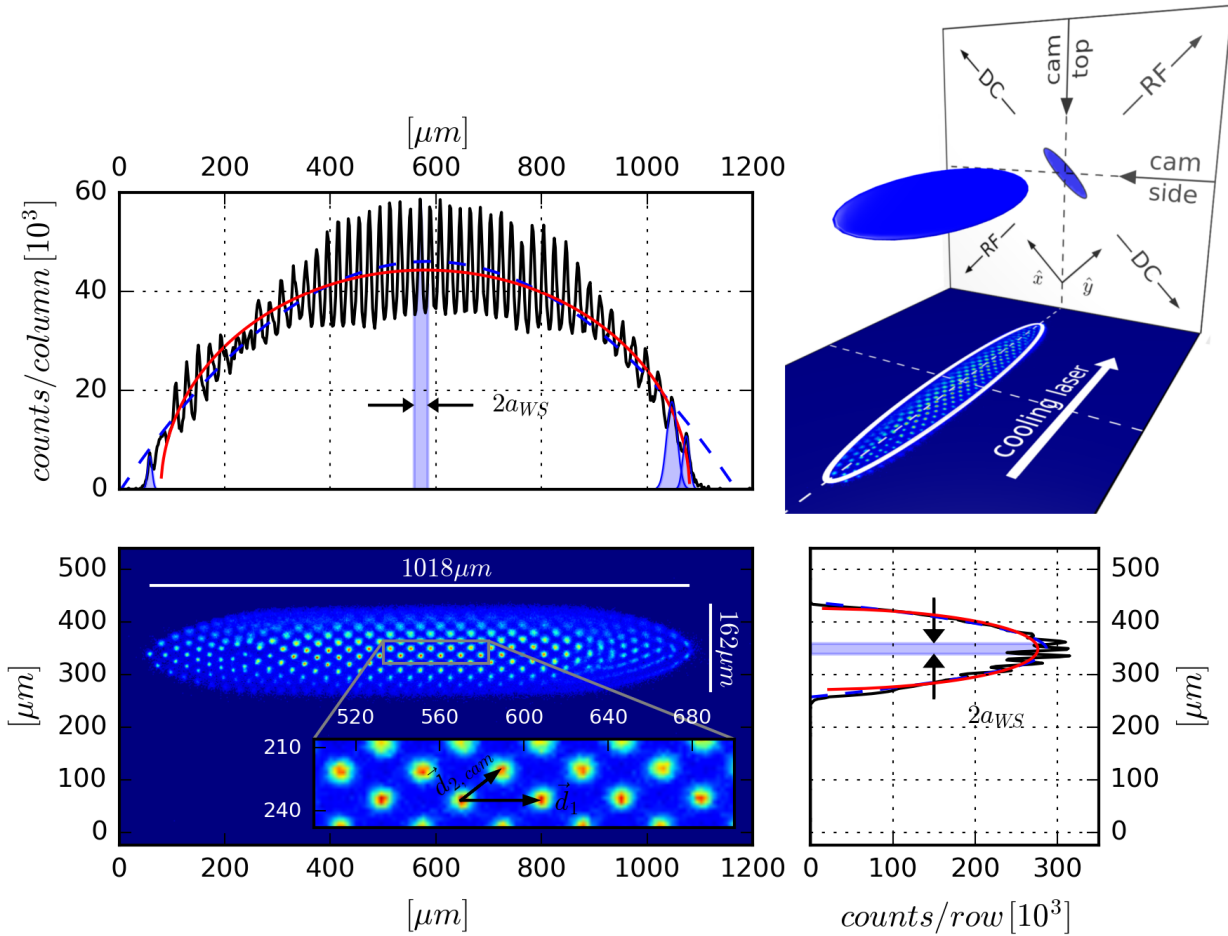 [μm]
0 200 400 600 800 1000 1200
60
40
20
0
counts/column [10³]
2a_WS
DC
cam top
RF
cam side
RF
x̂
ŷ
DC
cooling laser
500
400
300
200
100
0
[μm]
1018μm
162μm
520 560 600 640 680
210
240
d⃗_2,cam
d⃗_1
0 200 400 600 800 1000 1200
[μm]
2a_WS
500
400
300
200
100
0
[μm]
0 100 200 300
counts/row [10³]